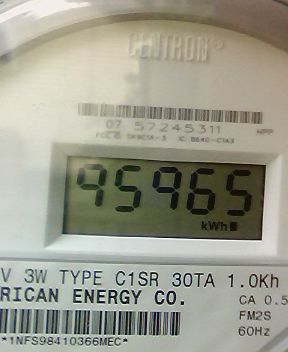 CENTRON®
07 57245311 HPP
95965
kWh
V 3W TYPE C1SR 30TA 1.0Kh
RICAN ENERGY CO.
CA 0.5
FM2S
60Hz
*1NFS98410366MEC*